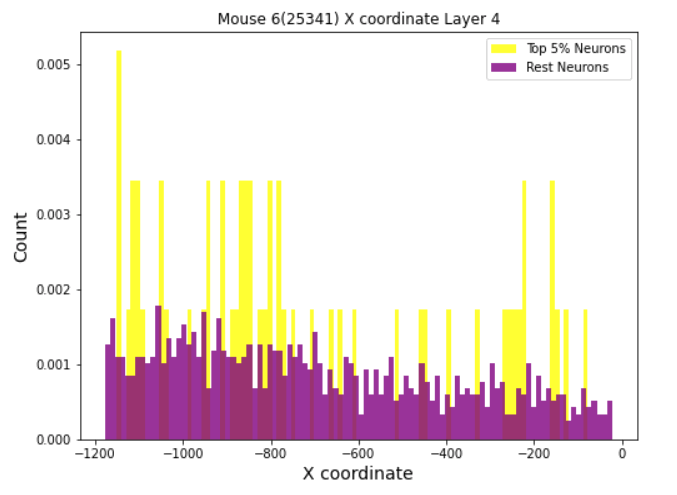 Mouse 6(25341) X coordinate Layer 4
Top 5% Neurons
Rest Neurons
0.005
0.004
0.003
0.002
0.001
0.000
Count
−1200 −1000 −800 −600 −400 −200 0
X coordinate